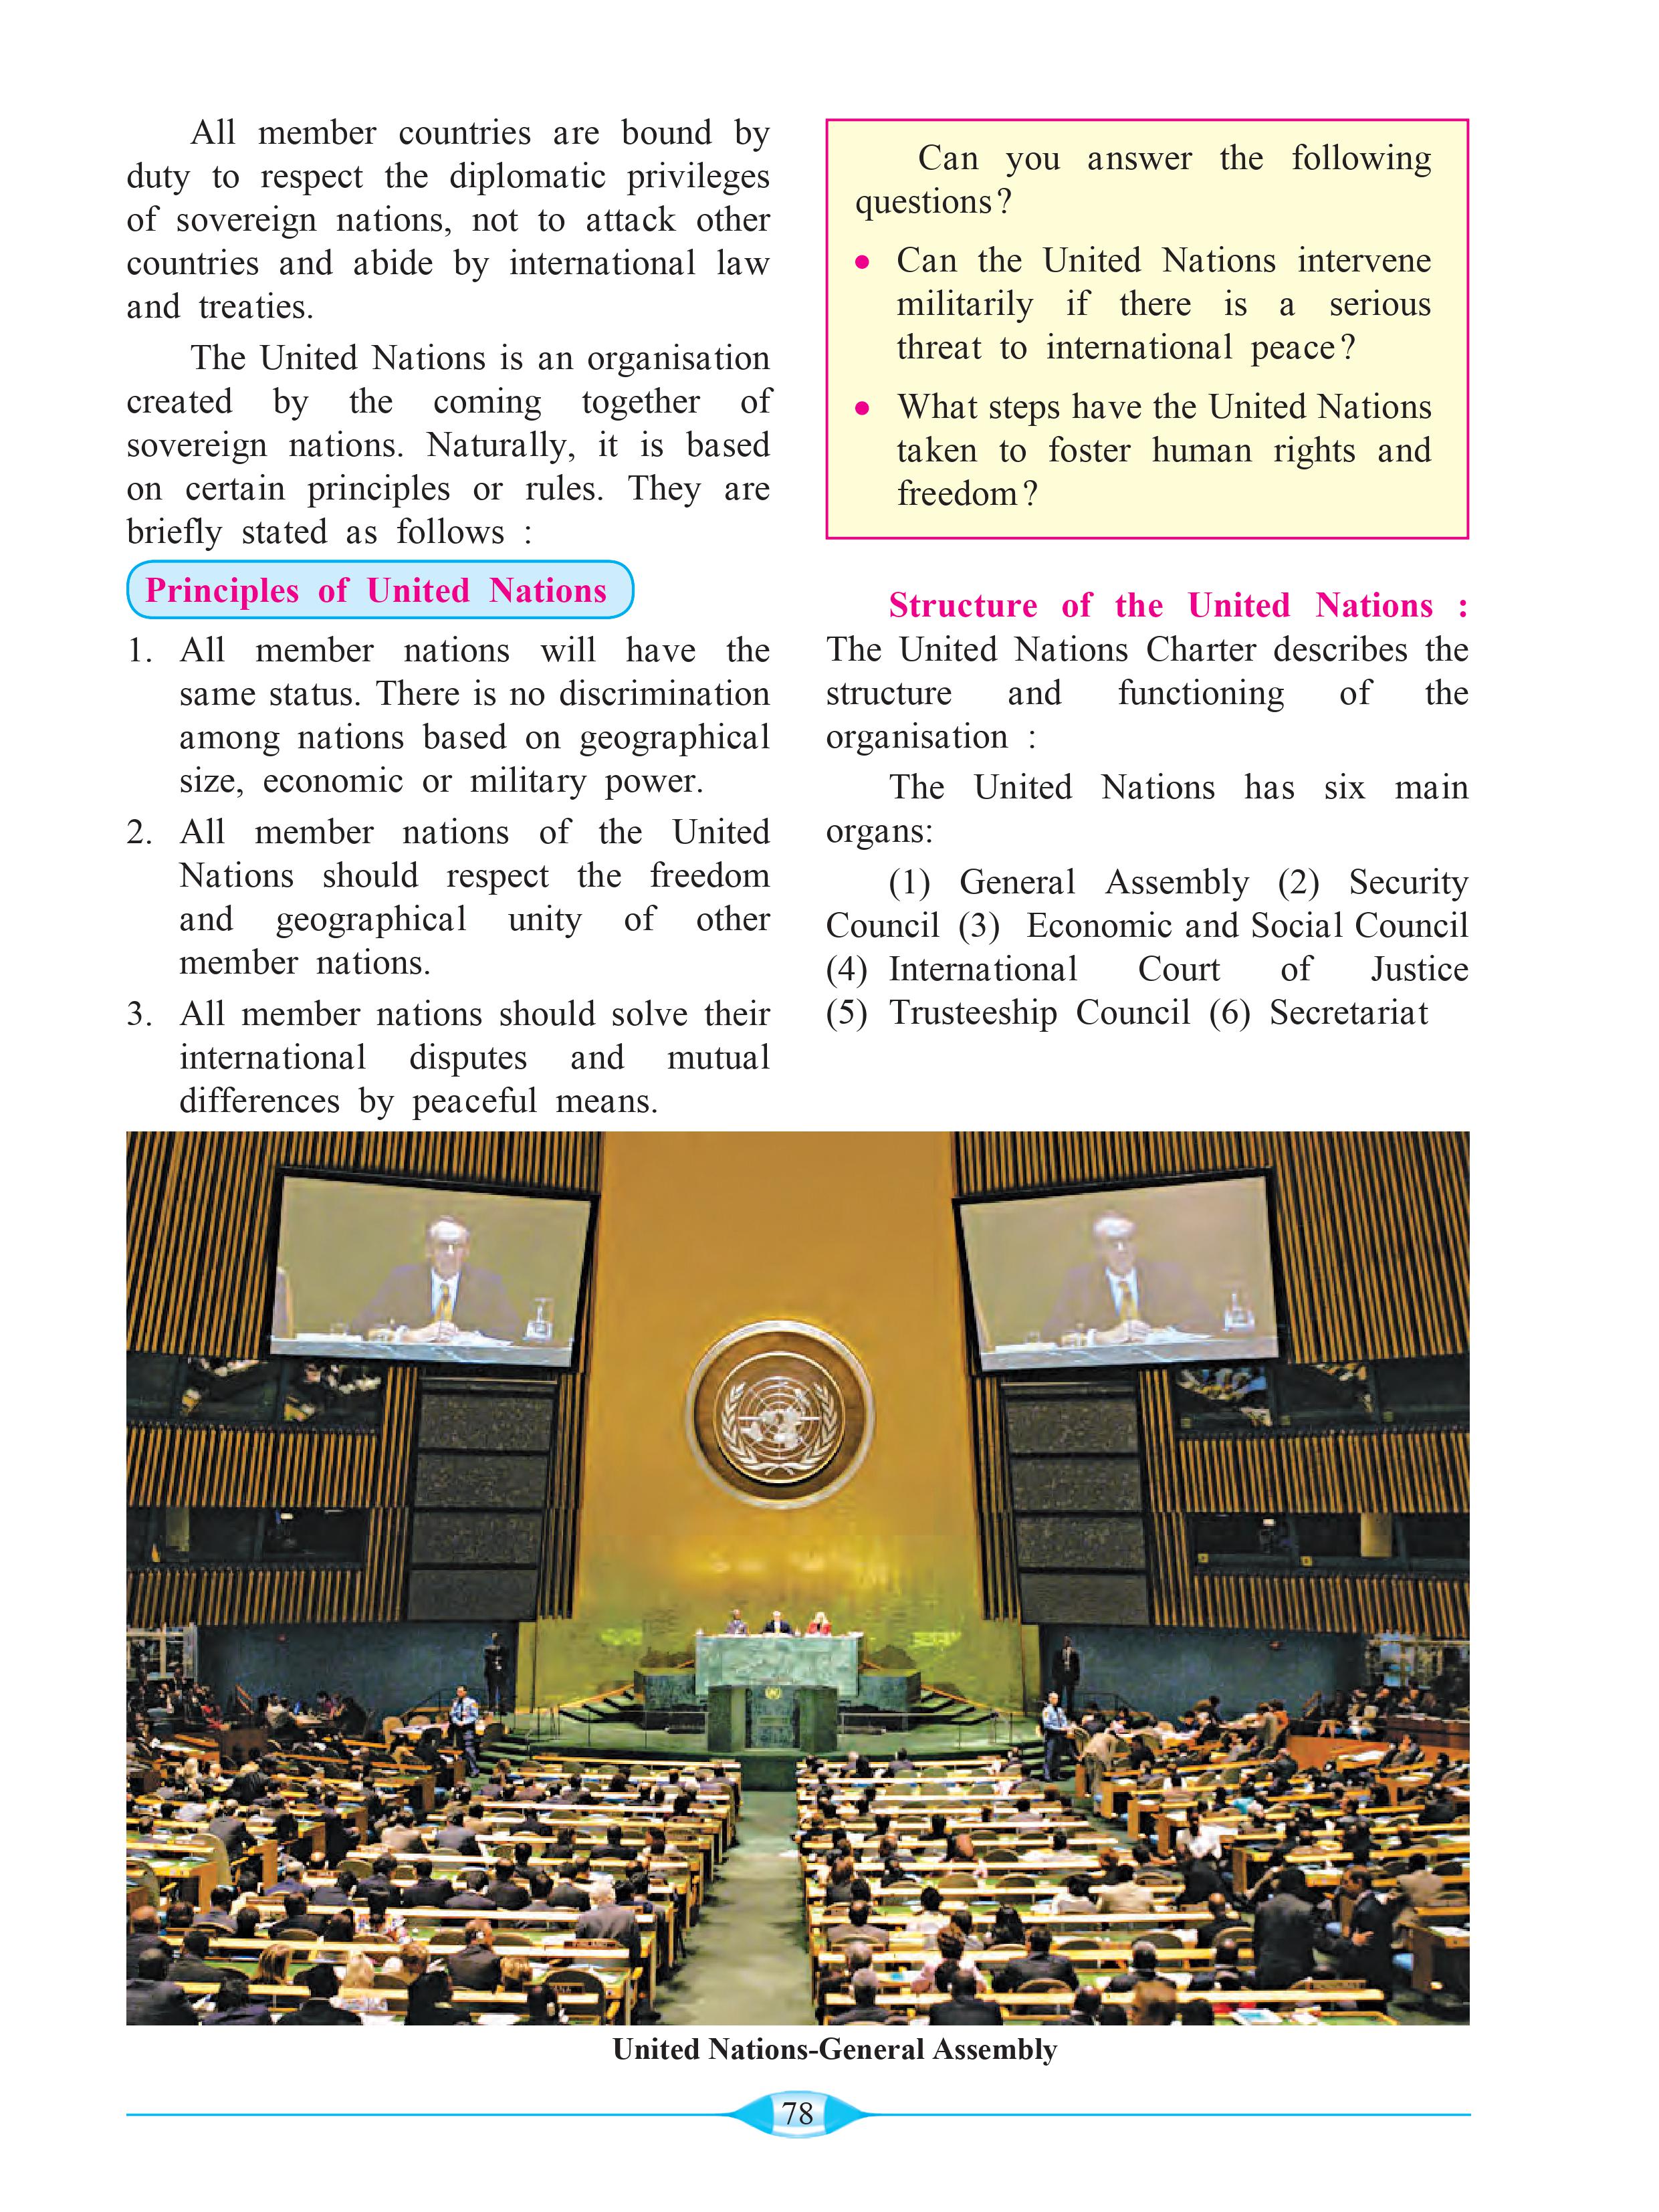 All member countries are bound by
duty to respect the diplomatic privileges
of sovereign nations, not to attack other
countries and abide by international law
and treaties.
The United Nations is an organisation
created by the coming together of
sovereign nations. Naturally, it is based
on certain principles or rules. They are
briefly stated as follows :
Principles of United Nations
1. All member nations will have the
same status. There is no discrimination
among nations based on geographical
size, economic or military power.
2. All member nations of the United
Nations should respect the freedom
and geographical unity of other
member nations.
3. All member nations should solve their
international disputes and mutual
differences by peaceful means.
Can you answer the following
questions?
• Can the United Nations intervene
militarily if there is a serious
threat to international peace?
• What steps have the United Nations
taken to foster human rights and
freedom?
Structure of the United Nations :
The United Nations Charter describes the
structure and functioning of the
organisation :
The United Nations has six main
organs:
(1) General Assembly (2) Security
Council (3) Economic and Social Council
(4) International Court of Justice
(5) Trusteeship Council (6) Secretariat
United Nations-General Assembly
78